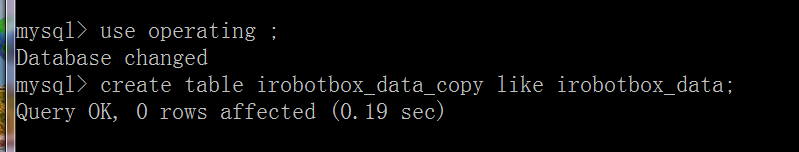 mysql> use operating ;
Database changed
mysql> create table irobotbox_data_copy like irobotbox_data;
Query OK, 0 rows affected (0.19 sec)